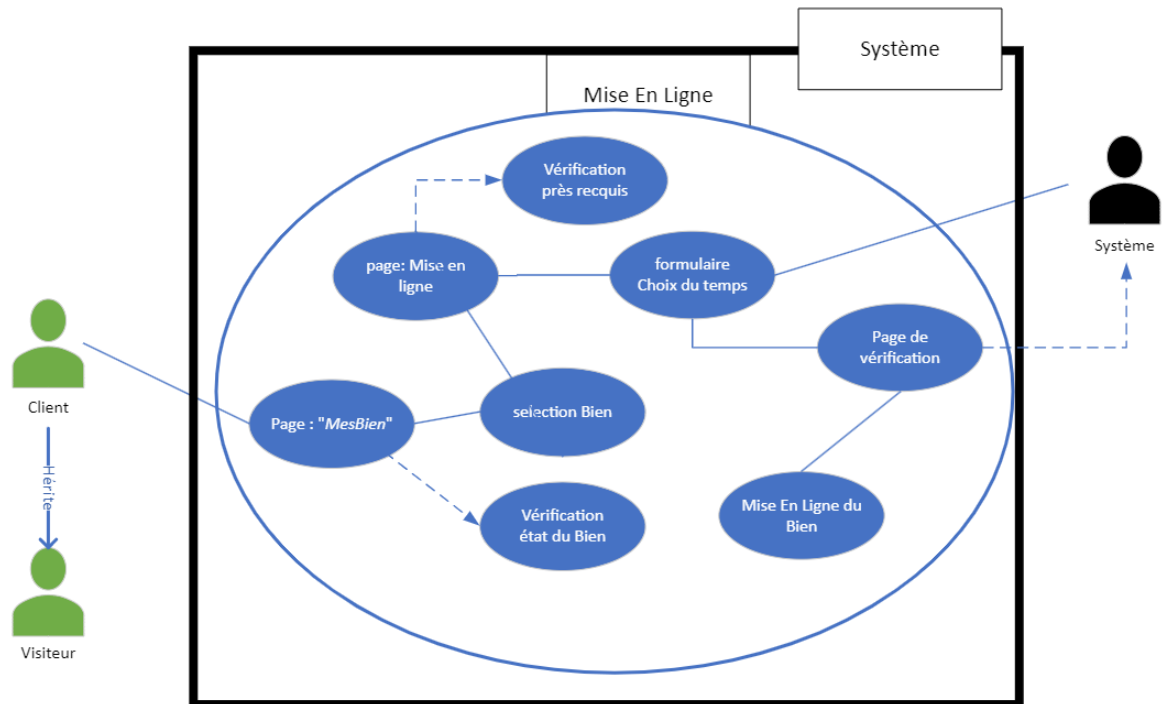 Système
Mise En Ligne
Vérification
près recquis
Système
page: Mise en
ligne
formulaire
Choix du temps
Page de
vérification
Client
Page : "MesBien"
selection Bien
Hérite
Vérification
état du Bien
Mise En Ligne du
Bien
Visiteur